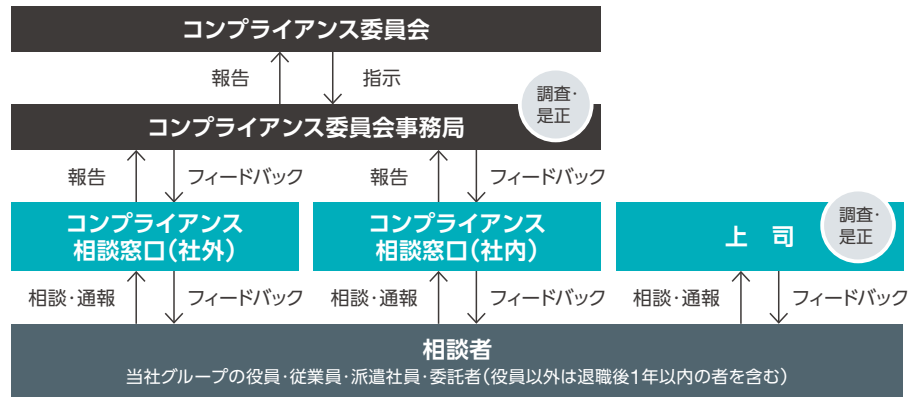 コンプライアンス委員会
報告
指示
調査・
是正
コンプライアンス委員会事務局
報告
フィードバック
報告
フィードバック
コンプライアンス
相談窓口(社外)
コンプライアンス
相談窓口(社内)
上 司
調査・
是正
相談・通報
フィードバック
相談・通報
フィードバック
相談・通報
フィードバック
相談者
当社グループの役員・従業員・派遣社員・委託者(役員以外は退職後1年以内の者を含む)